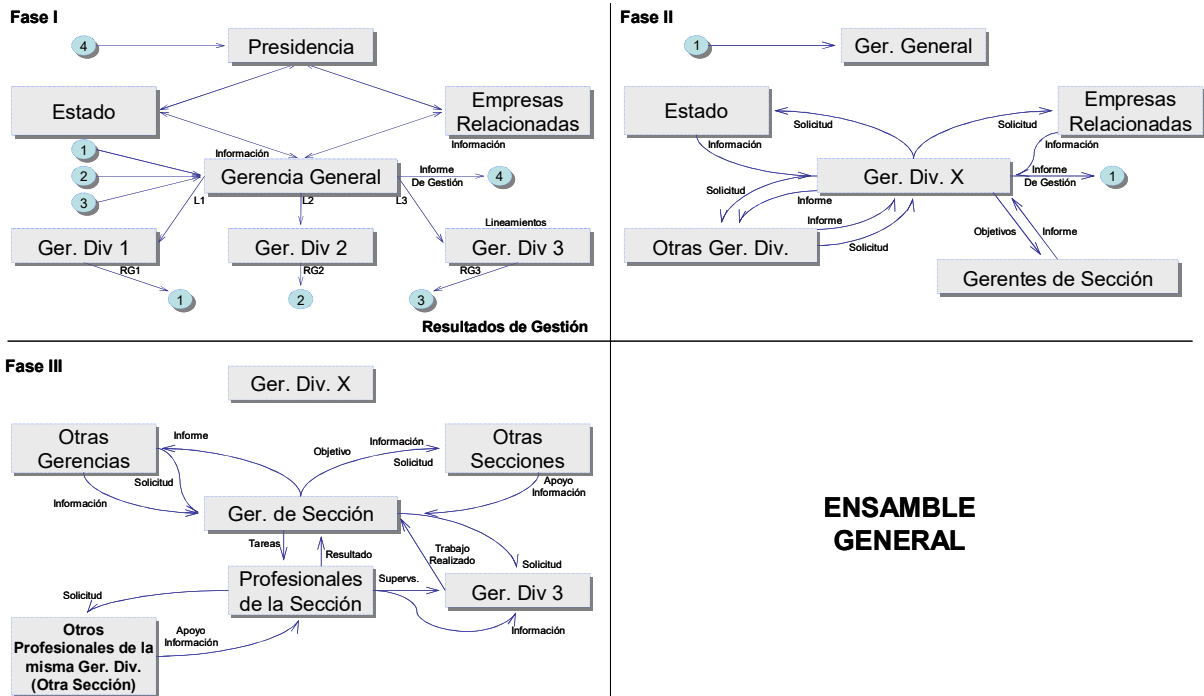 Fase I
4
Presidencia
Estado
Empresas
Relacionadas
Información
Información
1
2
3
Gerencia General
Informe
De Gestión
4
L1
L2
L3
Lineamientos
Ger. Div 1
Ger. Div 2
Ger. Div 3
RG1
RG2
RG3
1
2
3
Resultados de Gestión
Fase II
1
Ger. General
Estado
Empresas
Relacionadas
Solicitud
Solicitud
Información
Información
Ger. Div. X
Informe
De Gestión
1
Solicitud
Informe
Informe
Solicitud
Otras Ger. Div.
Objetivos
Informe
Gerentes de Sección
Fase III
Ger. Div. X
Otras
Gerencias
Informe
Objetivo
Información
Solicitud
Otras
Secciones
Solicitud
Información
Apoyo
Información
Ger. de Sección
Tareas
Resultado
Trabajo
Realizado
Solicitud
Profesionales
de la Sección
Supervs.
Ger. Div 3
Solicitud
Información
Otros
Profesionales de la
misma Ger. Div.
(Otra Sección)
Apoyo
Información
ENSAMBLE
GENERAL